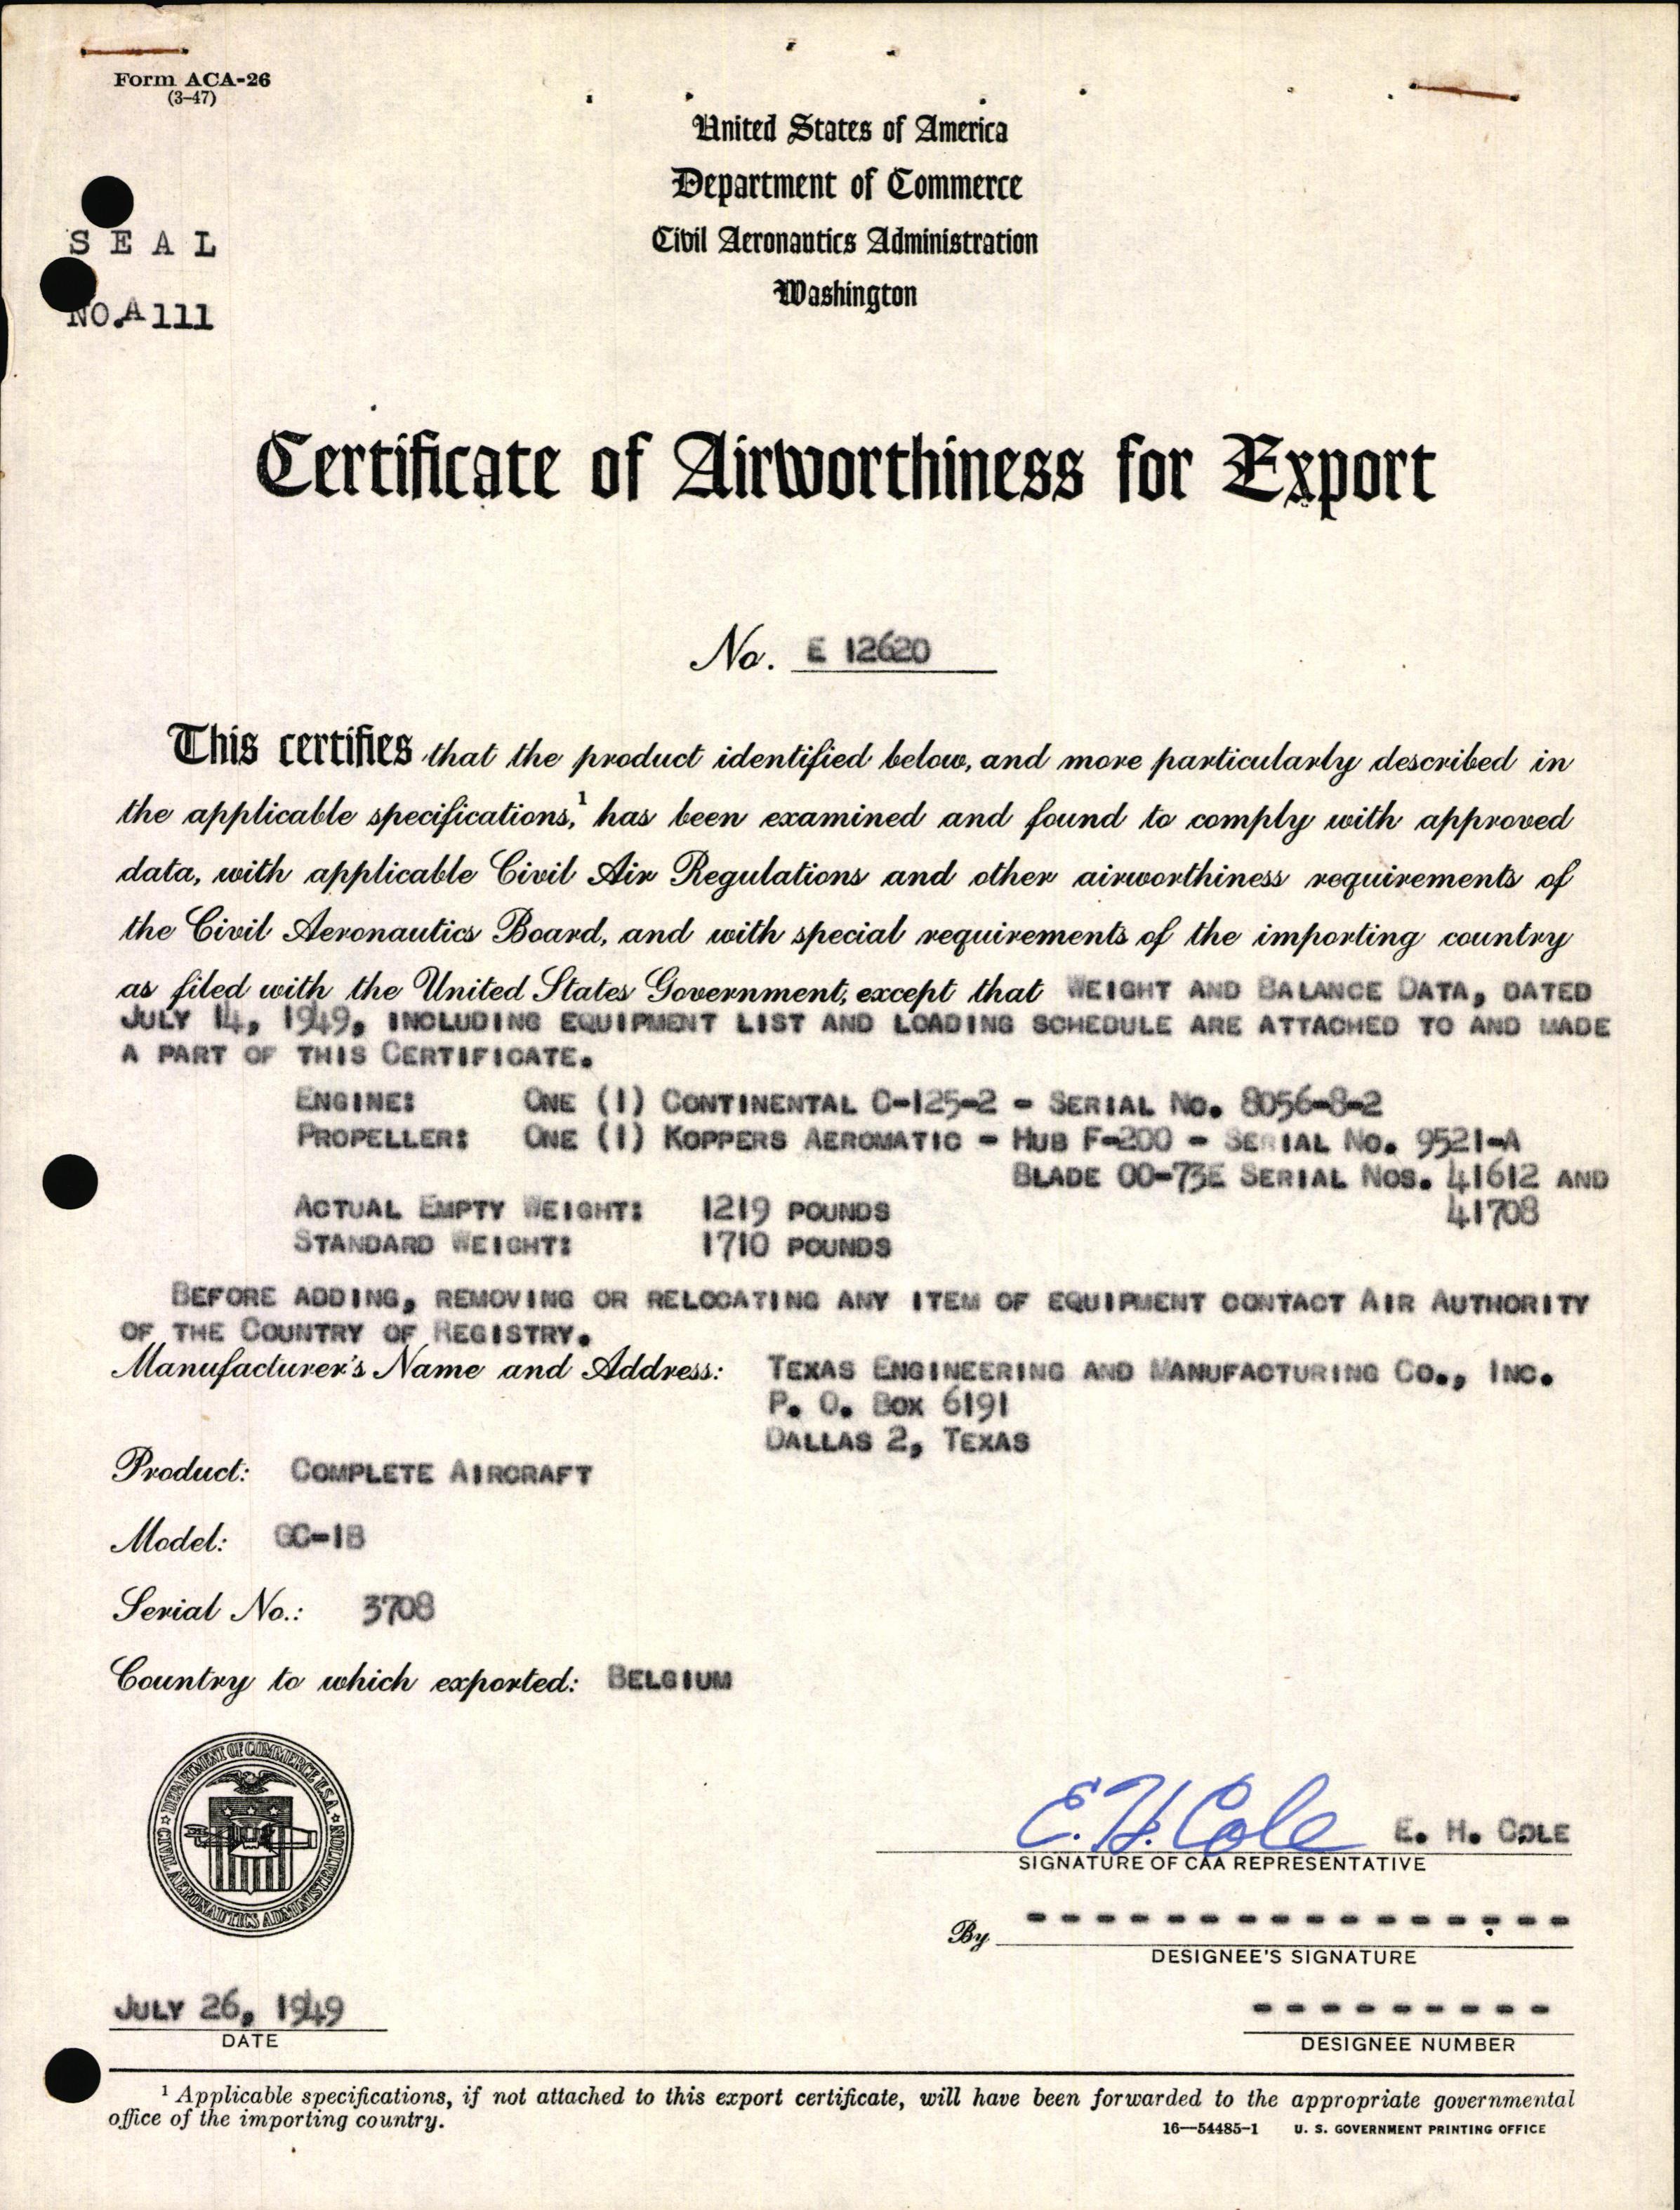 Form ACA-26
(3-47)
United States of America
Department of Commerce
Civil Aeronautics Administration
Washington
SEAL
NO.A111
Certificate of Airworthiness for Export
No. E 12620
This certifies that the product identified below, and more particularly described in
the applicable specifications,¹ has been examined and found to comply with approved
data, with applicable Civil Air Regulations and other airworthiness requirements of
the Civil Aeronautics Board, and with special requirements of the importing country
as filed with the United States Government, except that WEIGHT AND BALANCE DATA, DATED
JULY 14, 1949, INCLUDING EQUIPMENT LIST AND LOADING SCHEDULE ARE ATTACHED TO AND MADE
A PART OF THIS CERTIFICATE.
ENGINE: ONE (1) CONTINENTAL C-125-2 - SERIAL NO. 8056-8-2
PROPELLER: ONE (1) KOPPERS AEROMATIC - HUB F-200 - SERIAL NO. 9521-A
BLADE 00-73E SERIAL NOS. 41612 AND
41708
ACTUAL EMPTY WEIGHT: 1219 POUNDS
STANDARD WEIGHT: 1710 POUNDS
BEFORE ADDING, REMOVING OR RELOCATING ANY ITEM OF EQUIPMENT CONTACT AIR AUTHORITY
OF THE COUNTRY OF REGISTRY.
Manufacturer's Name and Address: TEXAS ENGINEERING AND MANUFACTURING CO., INC.
P. O. BOX 6191
DALLAS 2, TEXAS
Product: COMPLETE AIRCRAFT
Model: GC-1B
Serial No.: 3708
Country to which exported: BELGIUM
DEPARTMENT OF COMMERCE U.S.A.
CIVIL AERONAUTICS ADMINISTRATION
E. H. Cole E. H. COLE
SIGNATURE OF CAA REPRESENTATIVE
By - - - - - - - - - - - - - - - -
DESIGNEE'S SIGNATURE
JULY 26, 1949
DATE
- - - - - - - - -
DESIGNEE NUMBER
¹ Applicable specifications, if not attached to this export certificate, will have been forwarded to the appropriate governmental
office of the importing country.
16—54485-1 U. S. GOVERNMENT PRINTING OFFICE